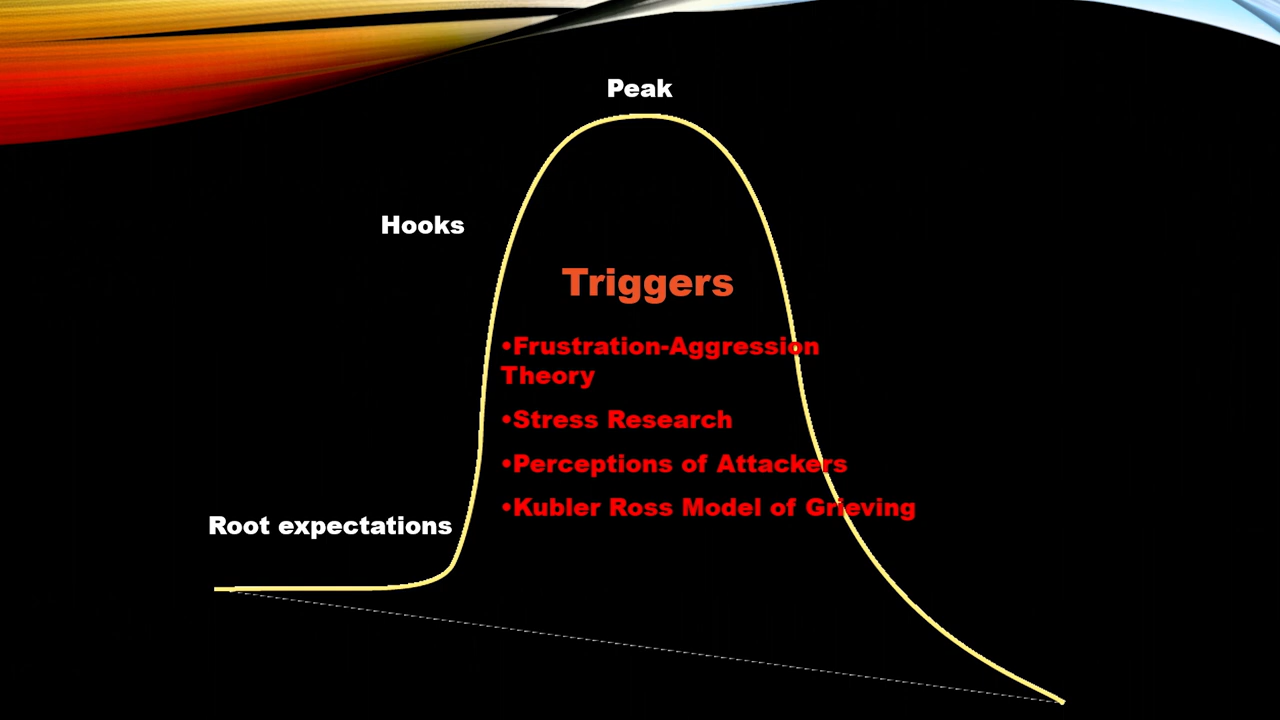 Peak
Hooks
Triggers
•Frustration-Aggression
Theory
•Stress Research
•Perceptions of Attackers
•Kubler Ross Model of Grieving
Root expectations